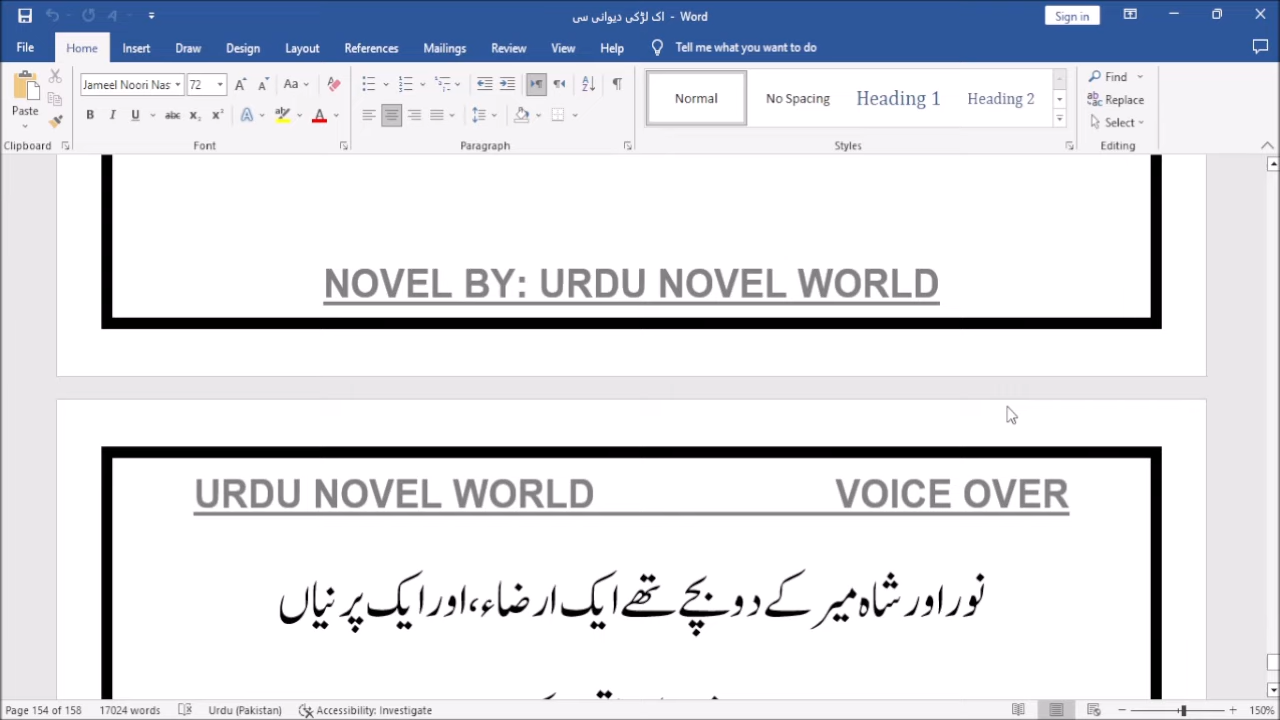 اک لڑکی دیوانی سی - Word
Sign in
File Home Insert Draw Design Layout References Mailings Review View Help Tell me what you want to do
Paste
Clipboard
Jameel Noori Nas 72
Font
Paragraph
Normal
No Spacing
Heading 1
Heading 2
Styles
Find
Replace
Select
Editing
NOVEL BY: URDU NOVEL WORLD
URDU NOVEL WORLD VOICE OVER
نور اور شاہ میر کے دو بچے تھے ایک ارضاء، اور ایک پرنیاں
Page 154 of 158 17024 words Urdu (Pakistan) Accessibility: Investigate 150%